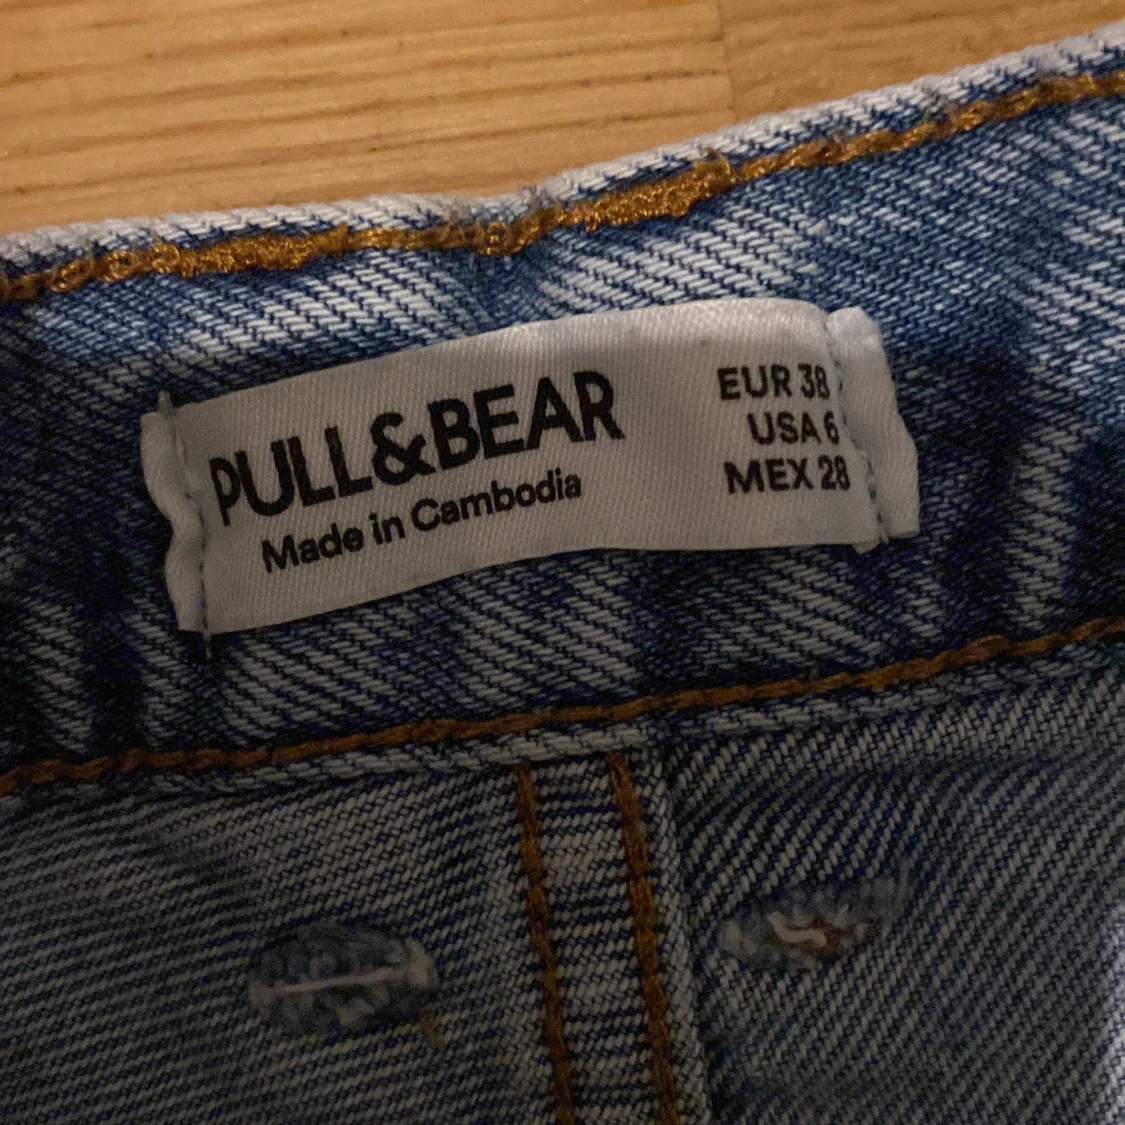 PULL&BEAR
Made in Cambodia
EUR 38
USA 6
MEX 28